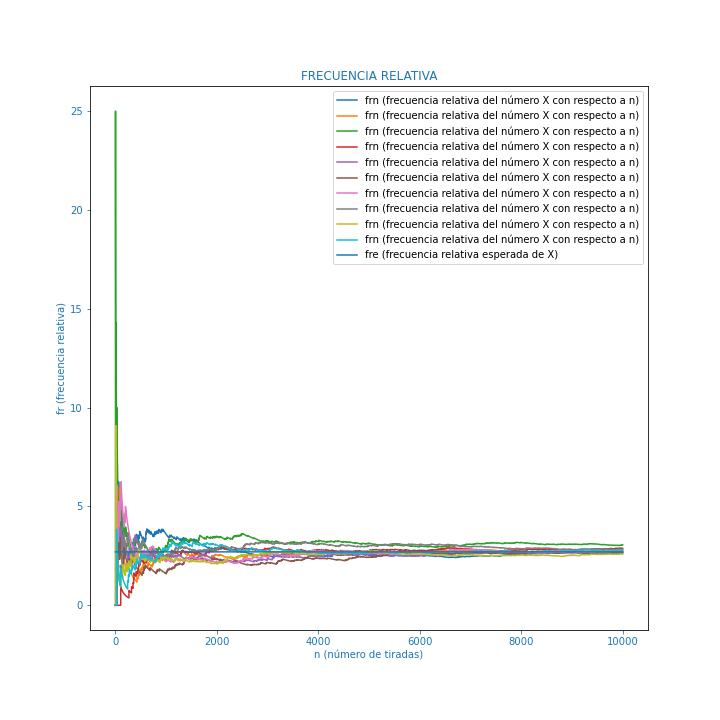 FRECUENCIA RELATIVA
frn (frecuencia relativa del número X con respecto a n)
frn (frecuencia relativa del número X con respecto a n)
frn (frecuencia relativa del número X con respecto a n)
frn (frecuencia relativa del número X con respecto a n)
frn (frecuencia relativa del número X con respecto a n)
frn (frecuencia relativa del número X con respecto a n)
frn (frecuencia relativa del número X con respecto a n)
frn (frecuencia relativa del número X con respecto a n)
frn (frecuencia relativa del número X con respecto a n)
frn (frecuencia relativa del número X con respecto a n)
fre (frecuencia relativa esperada de X)
fr (frecuencia relativa)
25
20
15
10
5
0
0 2000 4000 6000 8000 10000
n (número de tiradas)